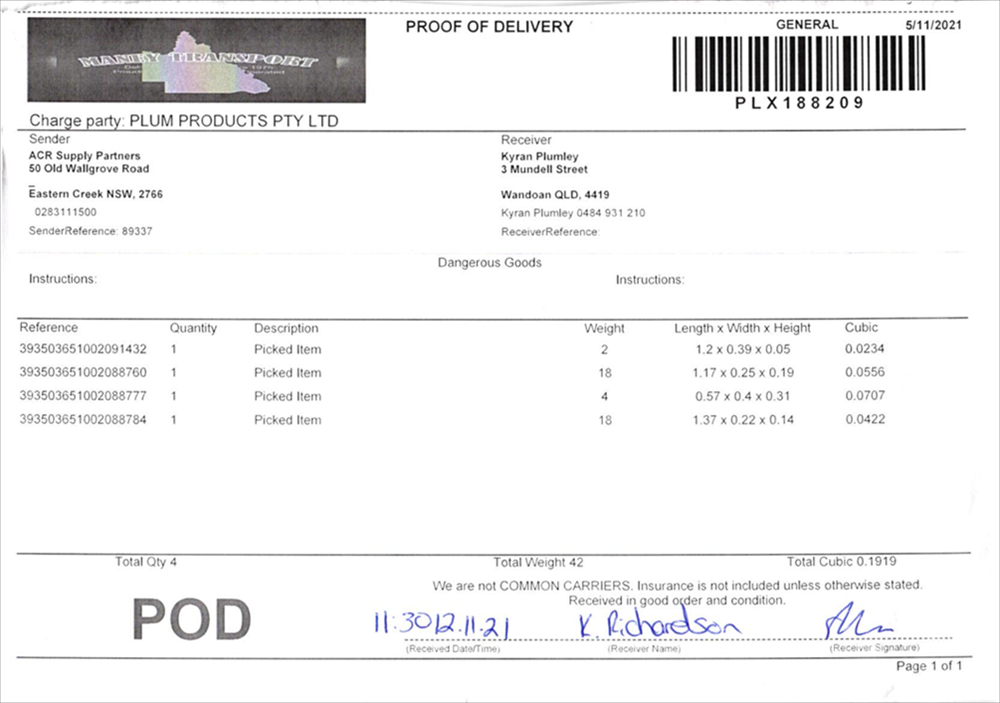 PROOF OF DELIVERY
GENERAL 5/11/2021
MANEY TRANSPORT
PLX188209
Charge party: PLUM PRODUCTS PTY LTD
Sender Receiver
ACR Supply Partners Kyran Plumley
50 Old Wallgrove Road 3 Mundell Street
Eastern Creek NSW, 2766 Wandoan QLD, 4419
0283111500 Kyran Plumley 0484 931 210
SenderReference: 89337 ReceiverReference:
Dangerous Goods
Instructions: Instructions:
Reference Quantity Description Weight Length x Width x Height Cubic
393503651002091432 1 Picked Item 2 1.2 x 0.39 x 0.05 0.0234
393503651002088760 1 Picked Item 18 1.17 x 0.25 x 0.19 0.0556
393503651002088777 1 Picked Item 4 0.57 x 0.4 x 0.31 0.0707
393503651002088784 1 Picked Item 18 1.37 x 0.22 x 0.14 0.0422
Total Qty 4 Total Weight 42 Total Cubic 0.1919
We are not COMMON CARRIERS. Insurance is not included unless otherwise stated.
Received in good order and condition.
POD
11:30 12.11.21 K. Richardson
(Received Date/Time) (Receiver Name) (Receiver Signature)
Page 1 of 1